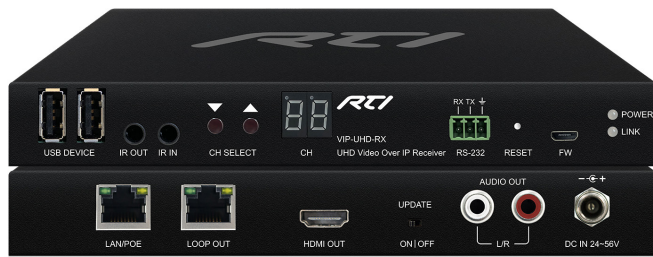 RTI
RTI
RX TX
VIP-UHD-RX
POWER
LINK
USB DEVICE IR OUT IR IN CH SELECT CH UHD Video Over IP Receiver RS-232 RESET FW
AUDIO OUT
- +
UPDATE
LAN/POE LOOP OUT HDMI OUT ON | OFF L/R DC IN 24~56V